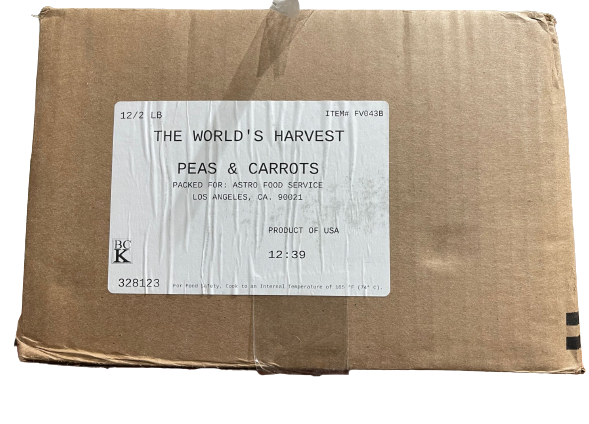 12/2 LB ITEM# FV043B
THE WORLD'S HARVEST
PEAS & CARROTS
PACKED FOR: ASTRO FOOD SERVICE
LOS ANGELES, CA. 90021
PRODUCT OF USA
12:39
BC
K
328123 For Food Safety, Cook to an Internal Temperature of 165 °F (74° C).